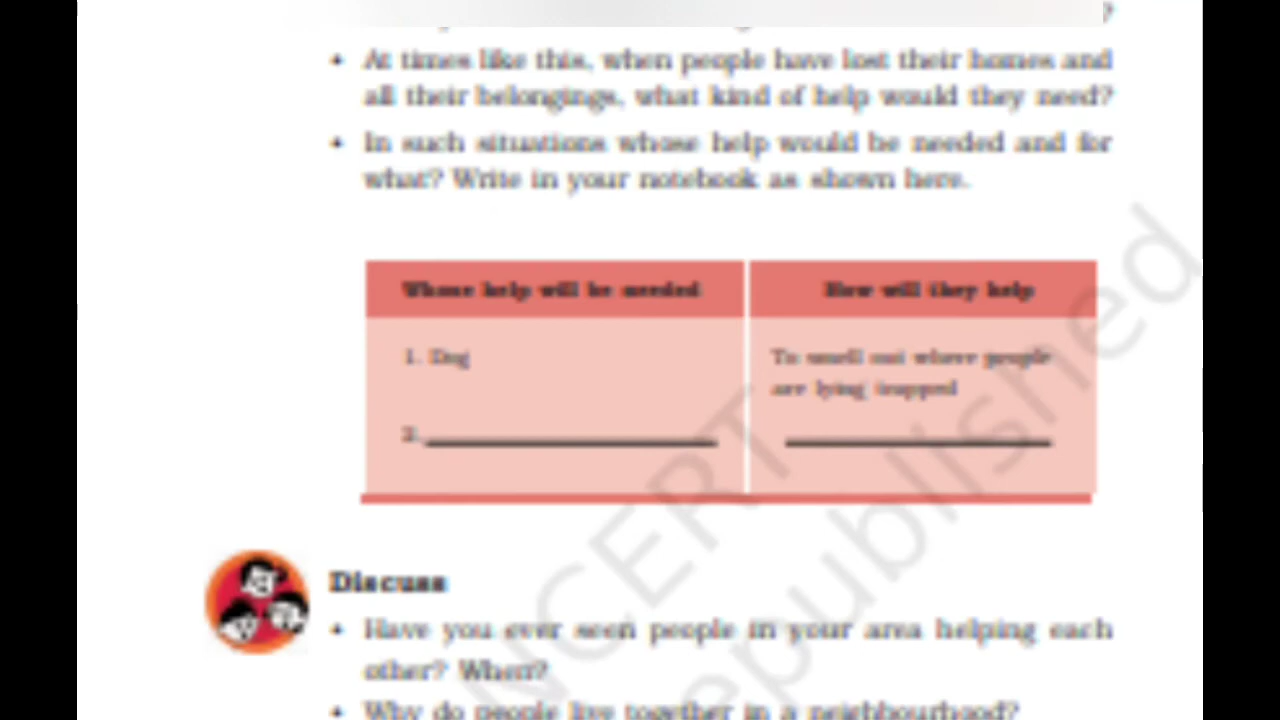 ?
• At times like this, when people have lost their homes and
all their belongings, what kind of help would they need?
• In such situations whose help would be needed and for
what? Write in your notebook as shown here.
Whose help will be needed How will they help
1. Dog To smell out where people
are lying trapped
2.
Discuss
• Have you ever seen people in your area helping each
other? When?
• Why do people live together in a neighbourhood?
NCERT
republished